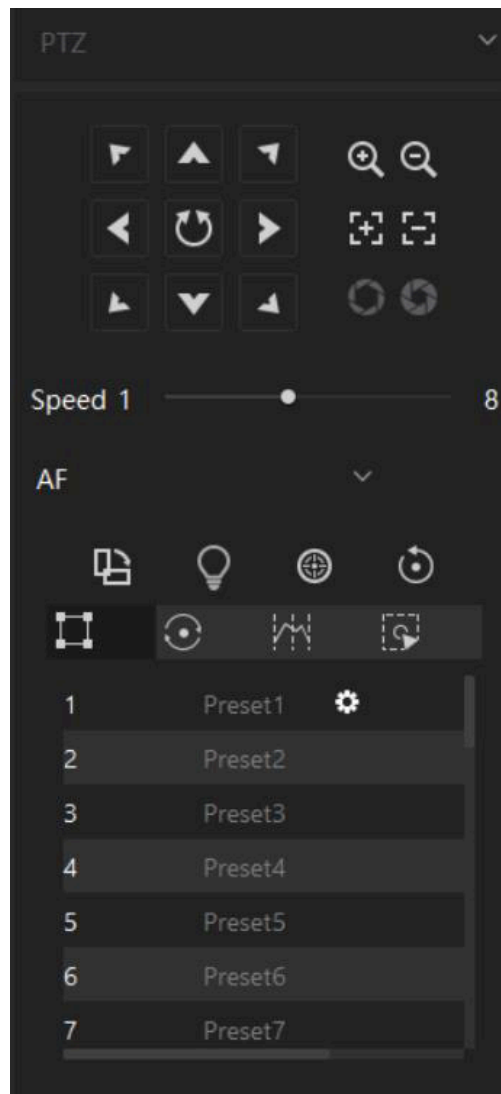 PTZ
Speed 1 8
AF
1 Preset1
2 Preset2
3 Preset3
4 Preset4
5 Preset5
6 Preset6
7 Preset7